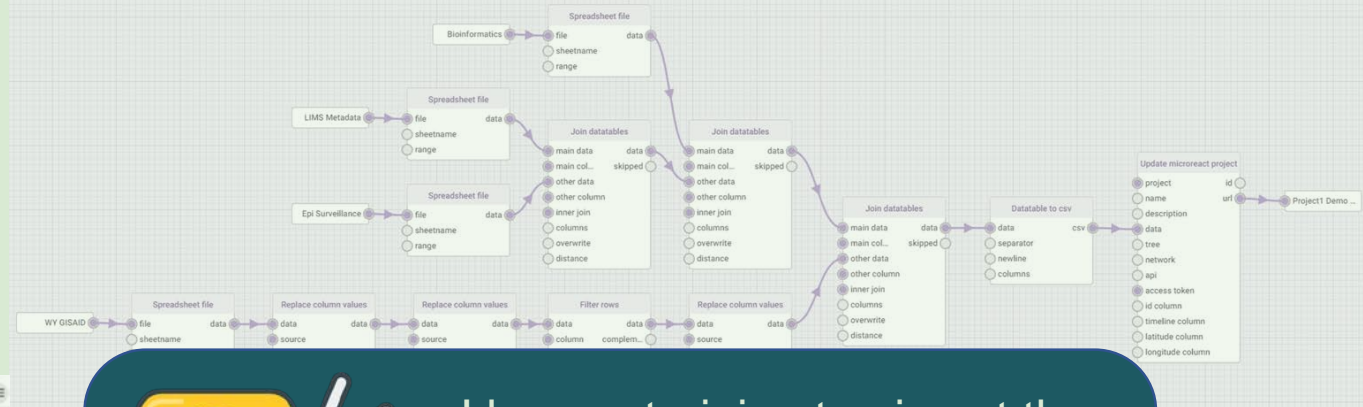 Spreadsheet file
Bioinformatics
file data
sheetname
range
Spreadsheet file
LIMS Metadata
file data
sheetname
range
Spreadsheet file
Epi Surveillance
file data
sheetname
range
Join datatables
main data data
main col... skipped
other data
other column
inner join
columns
overwrite
distance
Join datatables
main data data
main col... skipped
other data
other column
inner join
columns
overwrite
distance
Spreadsheet file
WY GISAID
file data
sheetname
Replace column values
data data
source
Replace column values
data data
source
Filter rows
data data
column complem...
Replace column values
data data
source
Join datatables
main data data
main col... skipped
other data
other column
inner join
columns
overwrite
distance
Datatable to csv
data csv
separator
newline
columns
Update microreact project
project id
name url
description
data
tree
network
api
access token
id column
timeline column
latitude column
longitude column
Project1 Demo ...